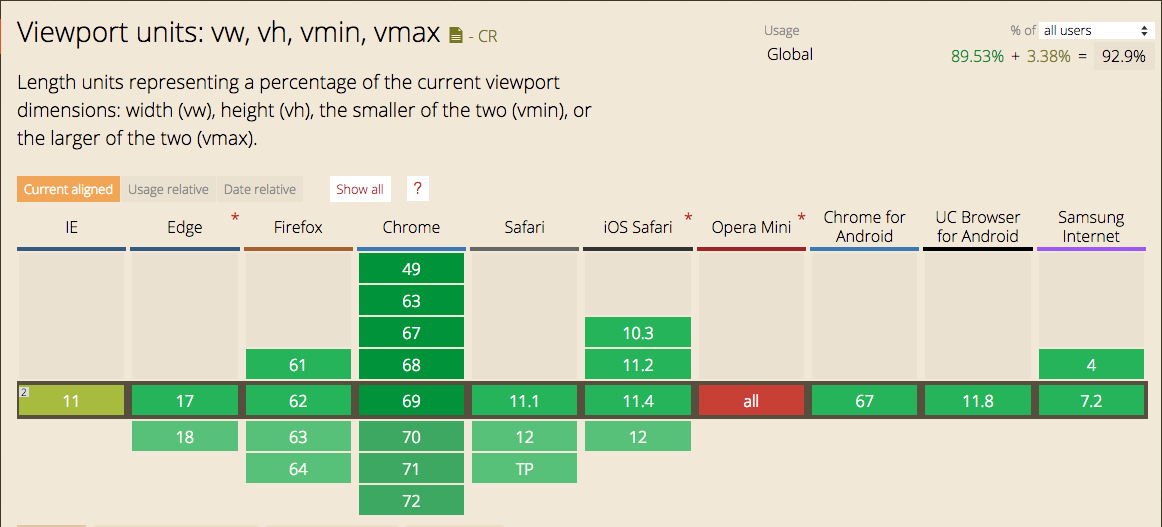 Viewport units: vw, vh, vmin, vmax - CR
Usage % of all users
Global 89.53% + 3.38% = 92.9%
Length units representing a percentage of the current viewport
dimensions: width (vw), height (vh), the smaller of the two (vmin), or
the larger of the two (vmax).
Current aligned Usage relative Date relative Show all ?
IE Edge * Firefox Chrome Safari iOS Safari * Opera Mini * Chrome for Android UC Browser for Android Samsung Internet
49
63
67 10.3
61 68 11.2 4
2 11 17 62 69 11.1 11.4 all 67 11.8 7.2
18 63 70 12 12
64 71 TP
72